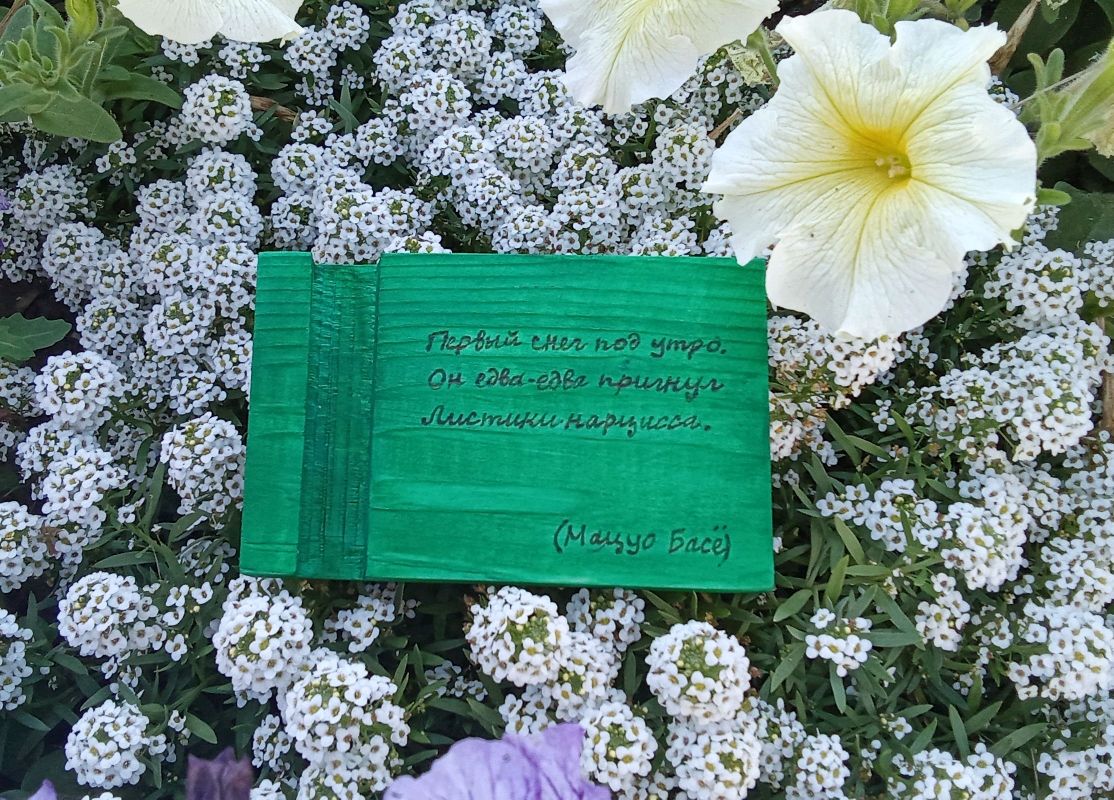 Первый снег под утро.
Он едва-едва пригнул
Листики нарцисса.
(Мацуо Басё)